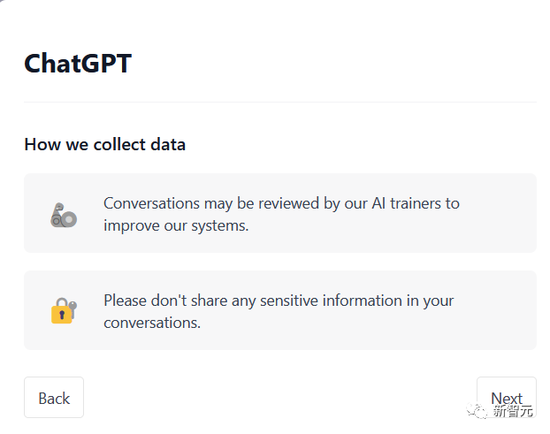 ChatGPT
How we collect data
Conversations may be reviewed by our AI trainers to
improve our systems.
Please don't share any sensitive information in your
conversations.
Back
Next
新智元